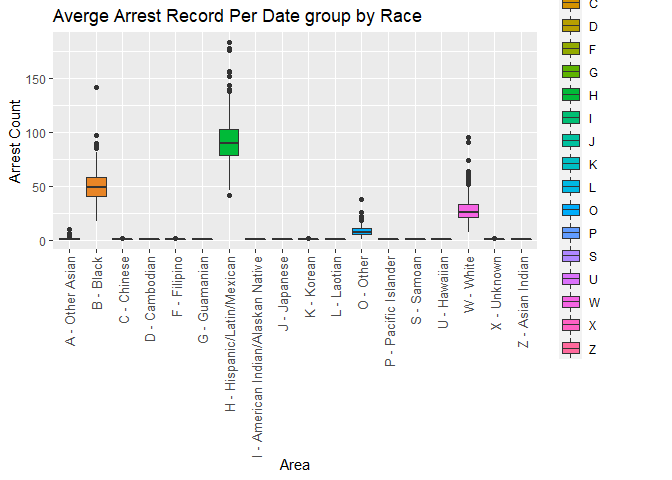 Averge Arrest Record Per Date group by Race
Arrest Count
150
100
50
0
A - Other Asian
B - Black
C - Chinese
D - Cambodian
F - Filipino
G - Guamanian
H - Hispanic/Latin/Mexican
I - American Indian/Alaskan Native
J - Japanese
K - Korean
L - Laotian
O - Other
P - Pacific Islander
S - Samoan
U - Hawaiian
W - White
X - Unknown
Z - Asian Indian
Area
C
D
F
G
H
I
J
K
L
O
P
S
U
W
X
Z